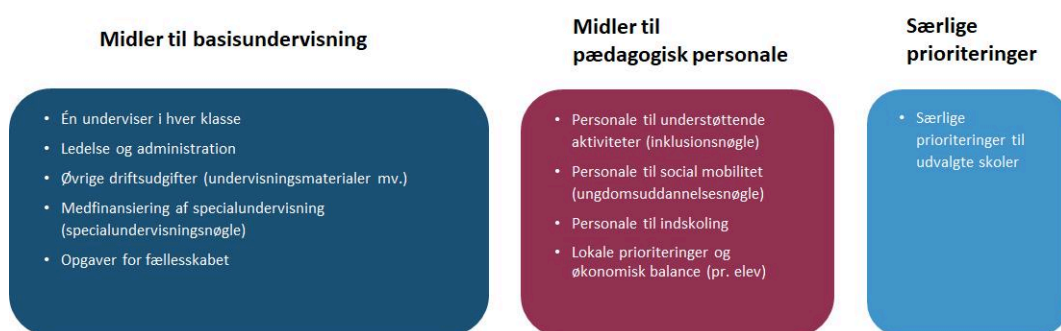 Midler til basisundervisning
• Én underviser i hver klasse
• Ledelse og administration
• Øvrige driftsudgifter (undervisningsmaterialer mv.)
• Medfinansiering af specialundervisning
(specialundervisningsnøgle)
• Opgaver for fællesskabet
Midler til
pædagogisk personale
• Personale til understøttende
aktiviteter (inklusionsnøgle)
• Personale til social mobilitet
(ungdomsuddannelsesnøgle)
• Personale til indskoling
• Lokale prioriteringer og
økonomisk balance (pr. elev)
Særlige
prioriteringer
• Særlige
prioriteringer til
udvalgte skoler